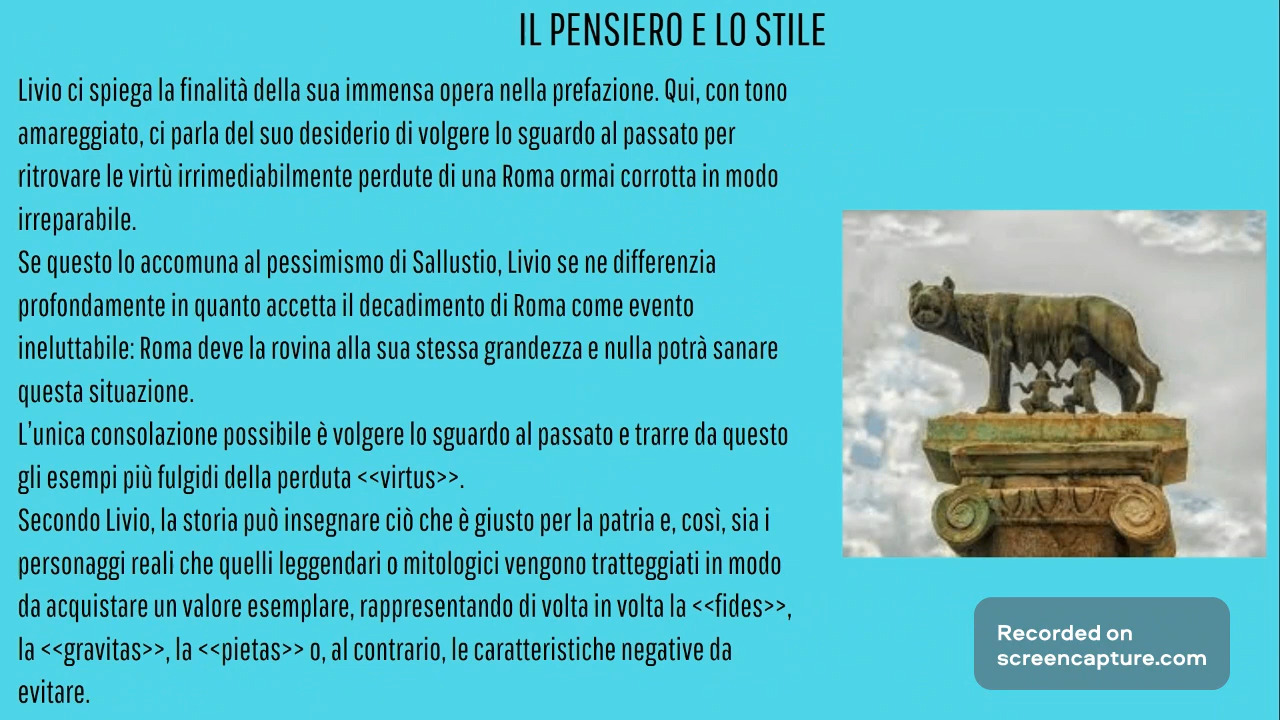 IL PENSIERO E LO STILE
Livio ci spiega la finalità della sua immensa opera nella prefazione. Qui, con tono
amareggiato, ci parla del suo desiderio di volgere lo sguardo al passato per
ritrovare le virtù irrimediabilmente perdute di una Roma ormai corrotta in modo
irreparabile.
Se questo lo accomuna al pessimismo di Sallustio, Livio se ne differenzia
profondamente in quanto accetta il decadimento di Roma come evento
ineluttabile: Roma deve la rovina alla sua stessa grandezza e nulla potrà sanare
questa situazione.
L'unica consolazione possibile è volgere lo sguardo al passato e trarre da questo
gli esempi più fulgidi della perduta <<virtus>>.
Secondo Livio, la storia può insegnare ciò che è giusto per la patria e, così, sia i
personaggi reali che quelli leggendari o mitologici vengono tratteggiati in modo
da acquistare un valore esemplare, rappresentando di volta in volta la <<fides>>,
la <<gravitas>>, la <<pietas>> o, al contrario, le caratteristiche negative da
evitare.
Recorded on
screencapture.com